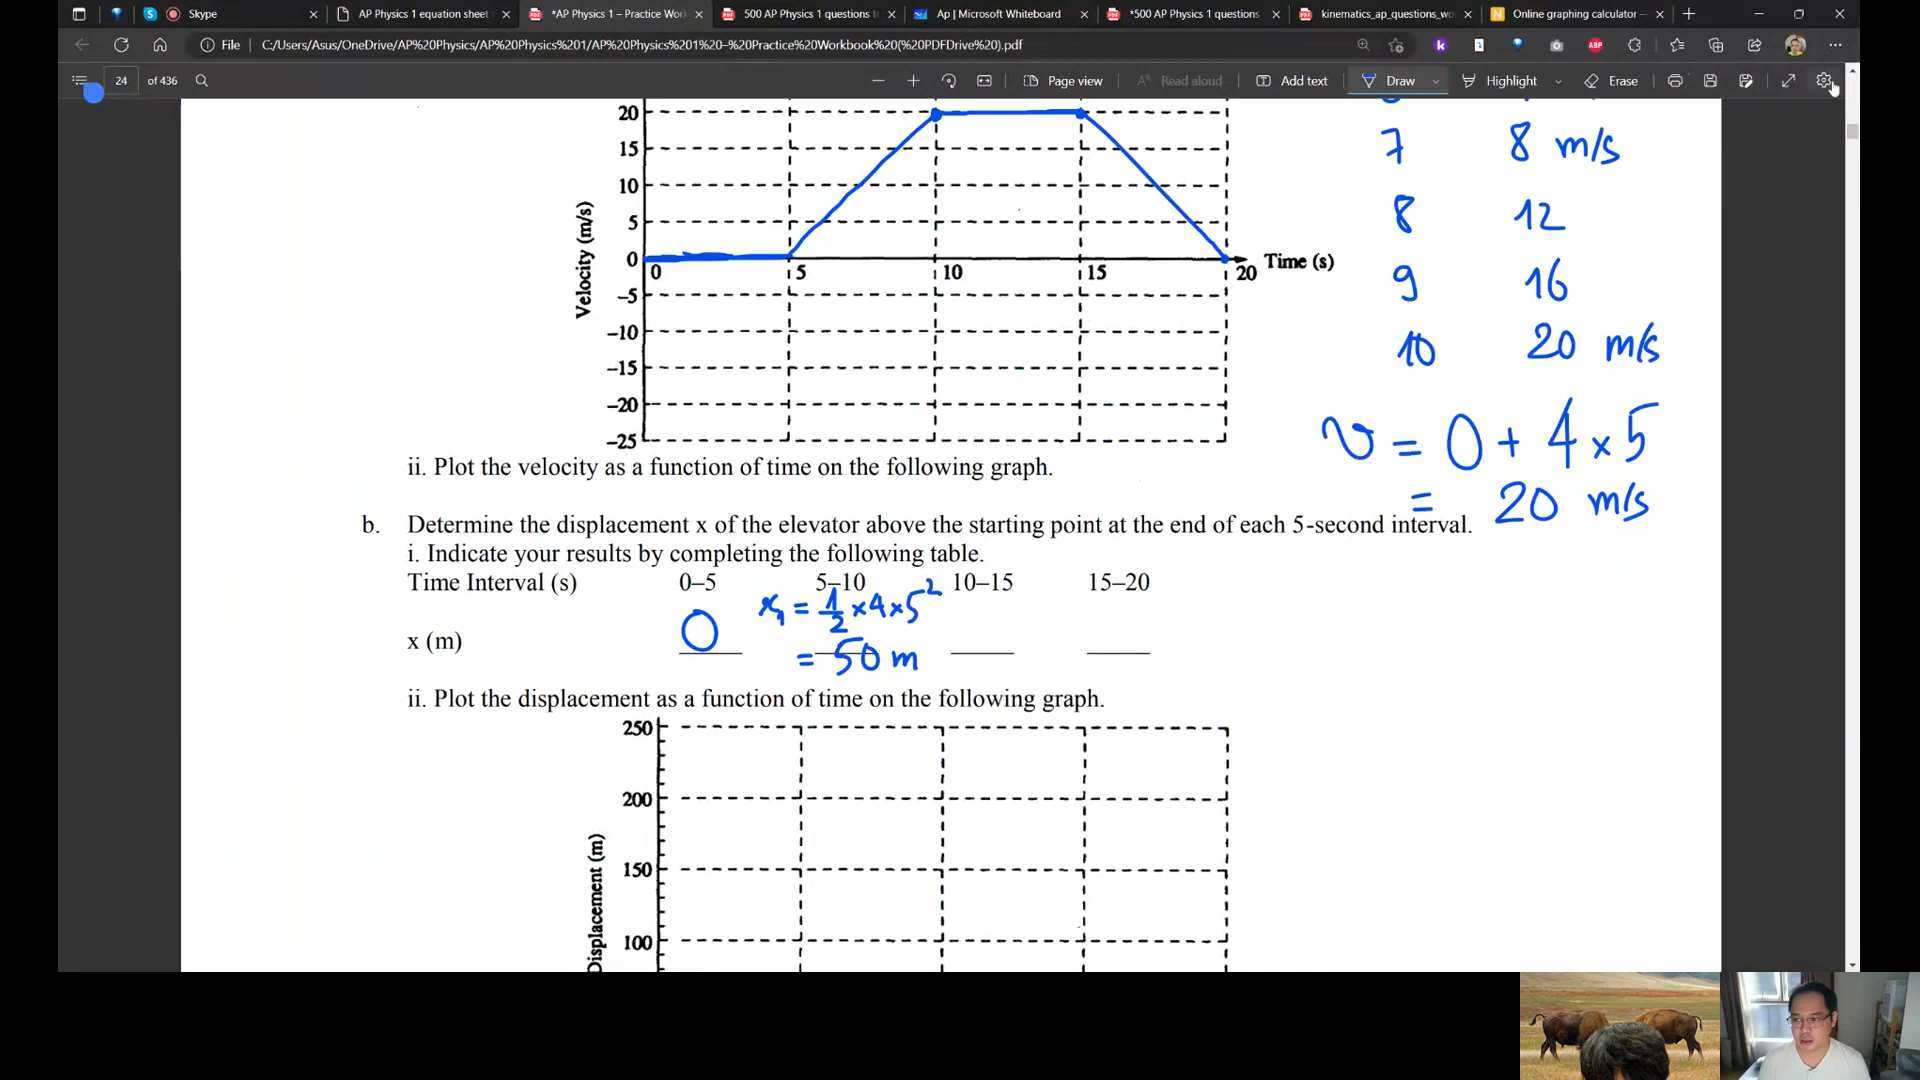 Skype
AP Physics 1 equation sheet
*AP Physics 1 – Practice Wor
500 AP Physics 1 questions t
Ap | Microsoft Whiteboard
*500 AP Physics 1 questions
kinematics_ap_questions_wo
Online graphing calculator
File
C:/Users/Asus/OneDrive/AP%20Physics/AP%20Physics%201/AP%20Physics%201%20–%20Practice%20Workbook%20(%20PDFDrive%20).pdf
ABP
24 of 436
Page view
Read aloud
Add text
Draw
Highlight
Erase
20
15
10
5
0
–5
–10
–15
–20
–25
Velocity (m/s)
0 5 10 15 20
Time (s)
7 8 m/s
8 12
9 16
10 20 m/s
v = 0 + 4 × 5
= 20 m/s
ii. Plot the velocity as a function of time on the following graph.
b. Determine the displacement x of the elevator above the starting point at the end of each 5-second interval.
i. Indicate your results by completing the following table.
Time Interval (s) 0–5 5–10 10–15 15–20
x₁ = 1/2 × 4 × 5²
x (m) 0 = 50 m
ii. Plot the displacement as a function of time on the following graph.
250
200
150
100
Displacement (m)